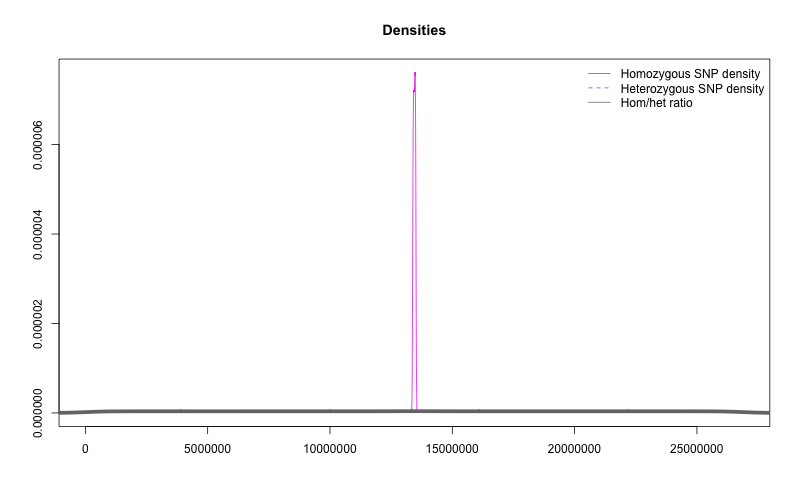 Densities
Homozygous SNP density
Heterozygous SNP density
Hom/het ratio
0.000006
0.000004
0.000002
0.000000
0 5000000 10000000 15000000 20000000 25000000